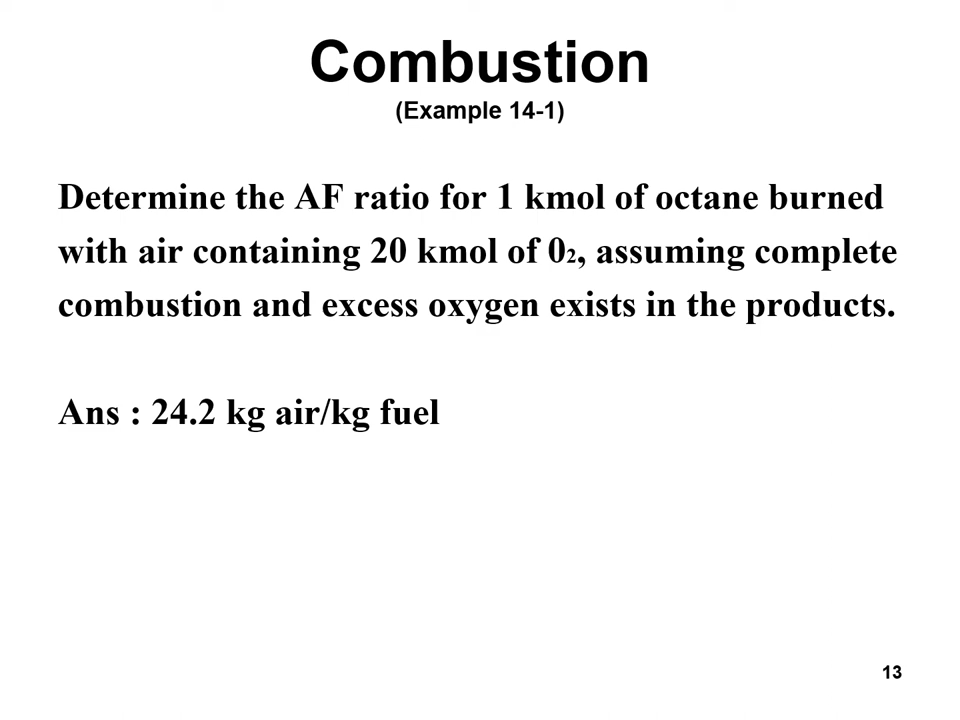 Combustion
(Example 14-1)
Determine the AF ratio for 1 kmol of octane burned
with air containing 20 kmol of 0₂, assuming complete
combustion and excess oxygen exists in the products.
Ans : 24.2 kg air/kg fuel
13